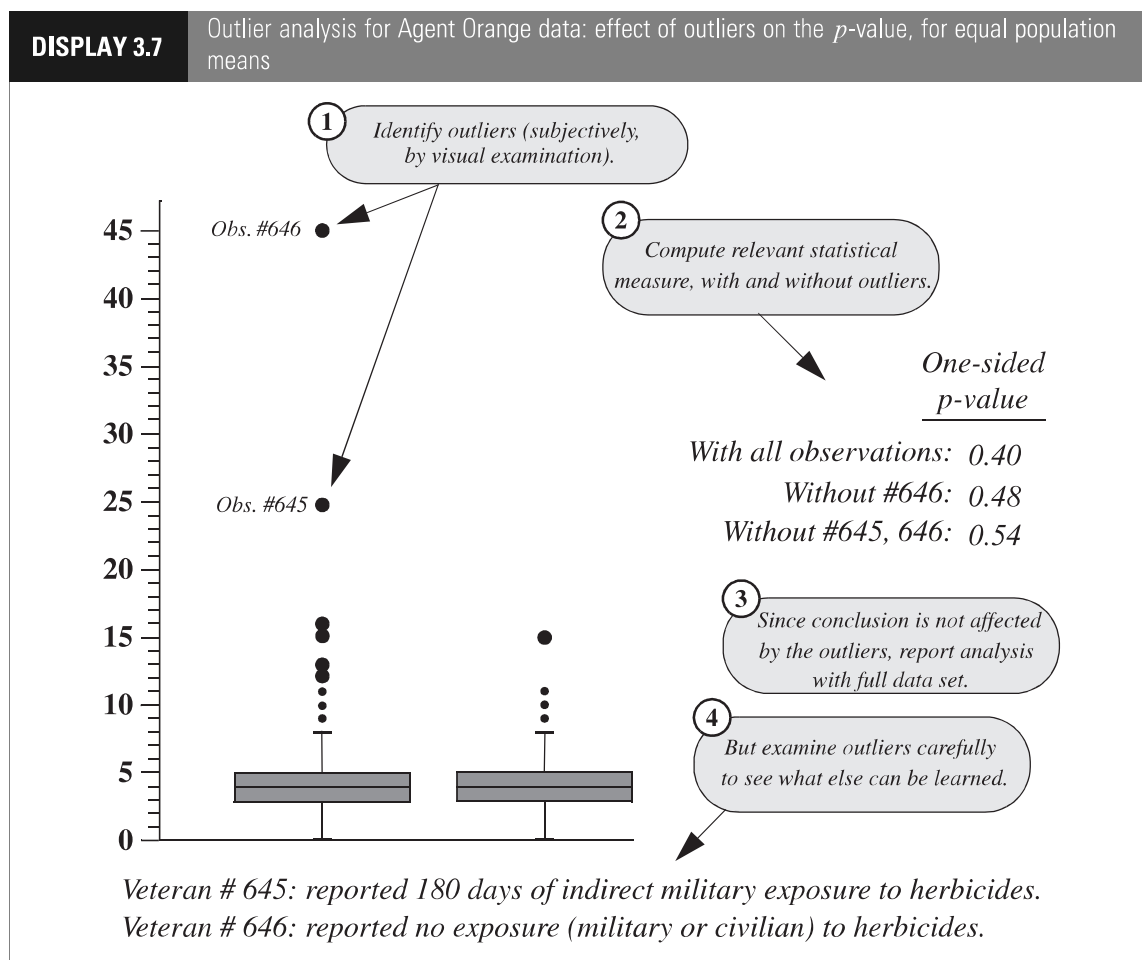 DISPLAY 3.7
Outlier analysis for Agent Orange data: effect of outliers on the p-value, for equal population
means
1
Identify outliers (subjectively,
by visual examination).
2
Compute relevant statistical
measure, with and without outliers.
One-sided
p-value
With all observations: 0.40
Without #646: 0.48
Without #645, 646: 0.54
3
Since conclusion is not affected
by the outliers, report analysis
with full data set.
4
But examine outliers carefully
to see what else can be learned.
45
40
35
30
25
20
15
10
5
0
Obs. #646
Obs. #645
Veteran # 645: reported 180 days of indirect military exposure to herbicides.
Veteran # 646: reported no exposure (military or civilian) to herbicides.